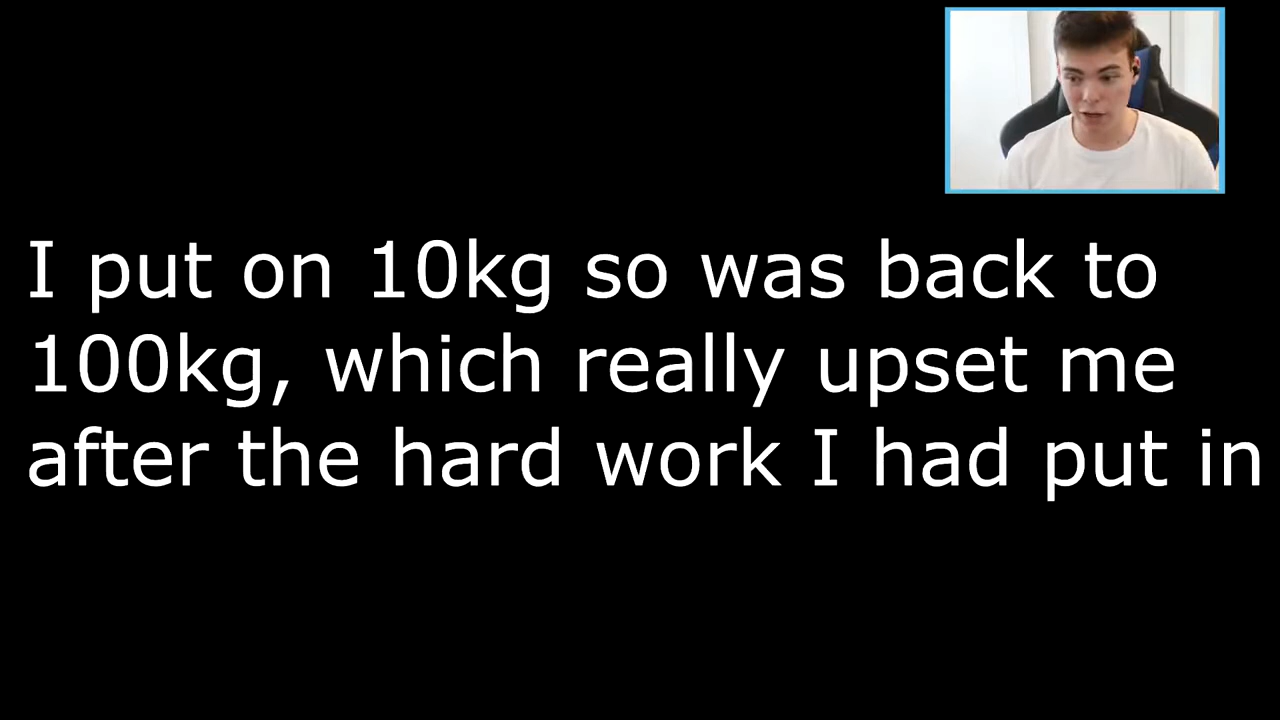 I put on 10kg so was back to
100kg, which really upset me
after the hard work I had put in